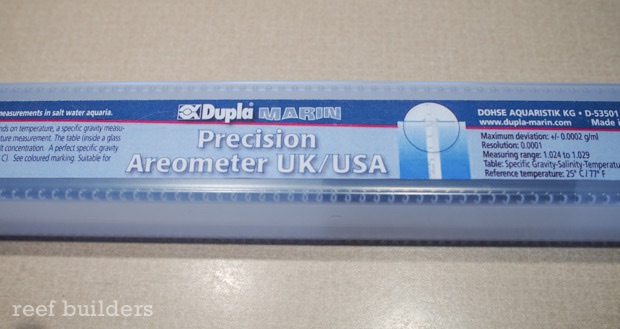 measurements in salt water aquaria.
on temperature, a specific gravity measu-
ture measurement. The table (inside a glass
concentration. A perfect specific gravity
C). See coloured marking. Suitable for
Dupla MARIN
Precision
Areometer UK/USA
DOHSE AQUARISTIK KG • D-53501
www.dupla-marin.com Made
Maximum deviation: +/- 0.0002 g/ml
Resolution: 0.0001
Measuring range: 1.024 to 1.029
Table: Specific Gravity-Salinity-Temperatu
Reference temperature: 25° C / 77° F
reef builders